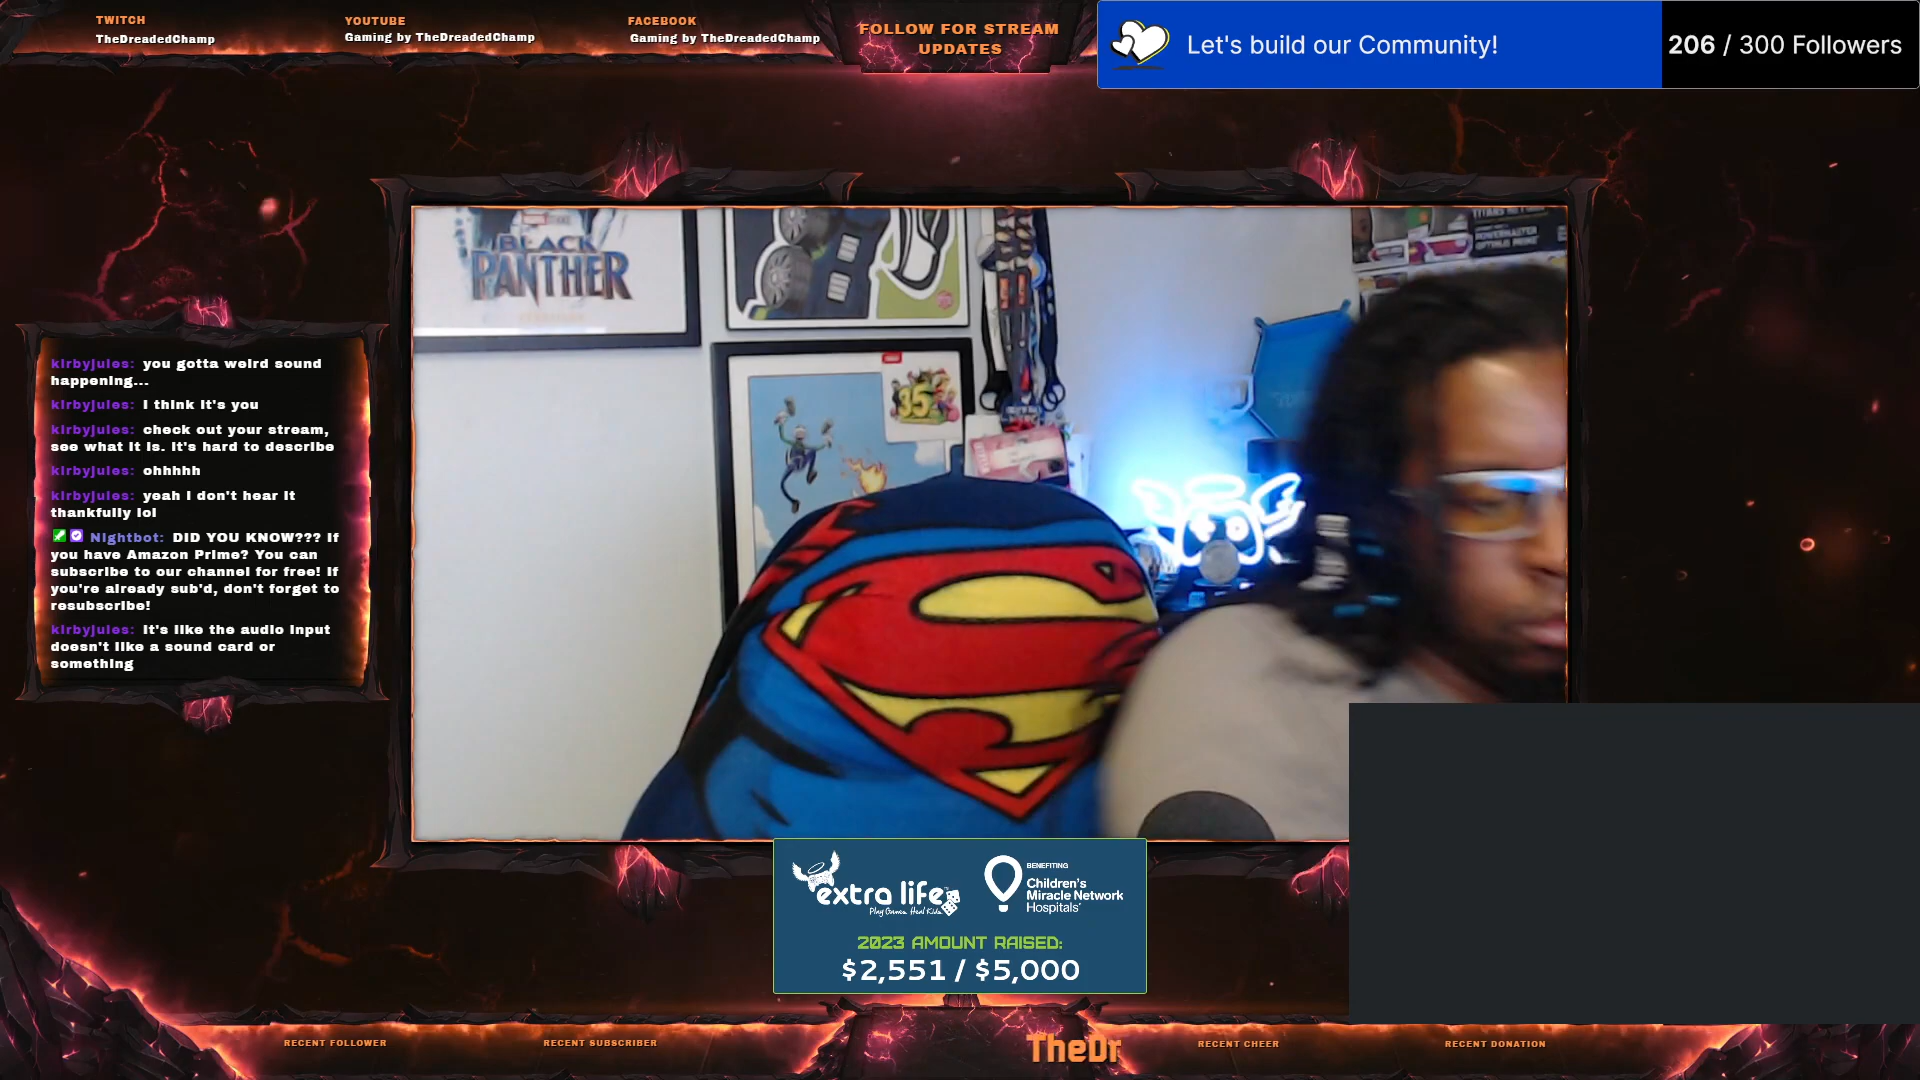 TWITCH
TheDreadedChamp
YOUTUBE
Gaming by TheDreadedChamp
FACEBOOK
Gaming by TheDreadedChamp
FOLLOW FOR STREAM
UPDATES
Let's build our Community!
206 / 300 Followers
BLACK
PANTHER
35
kirbyjules: you gotta weird sound
happening...
kirbyjules: I think it's you
kirbyjules: check out your stream,
see what it is. it's hard to describe
kirbyjules: ohhhhh
kirbyjules: yeah I don't hear it
thankfully lol
Nightbot: DID YOU KNOW??? If
you have Amazon Prime? You can
subscribe to our channel for free! If
you're already sub'd, don't forget to
resubscribe!
kirbyjules: it's like the audio input
doesn't like a sound card or
something
extra life
Play Games. Heal Kids.
BENEFITING
Children's
Miracle Network
Hospitals
2023 AMOUNT RAISED:
$2,551 / $5,000
RECENT FOLLOWER
RECENT SUBSCRIBER
TheDr
RECENT CHEER
RECENT DONATION